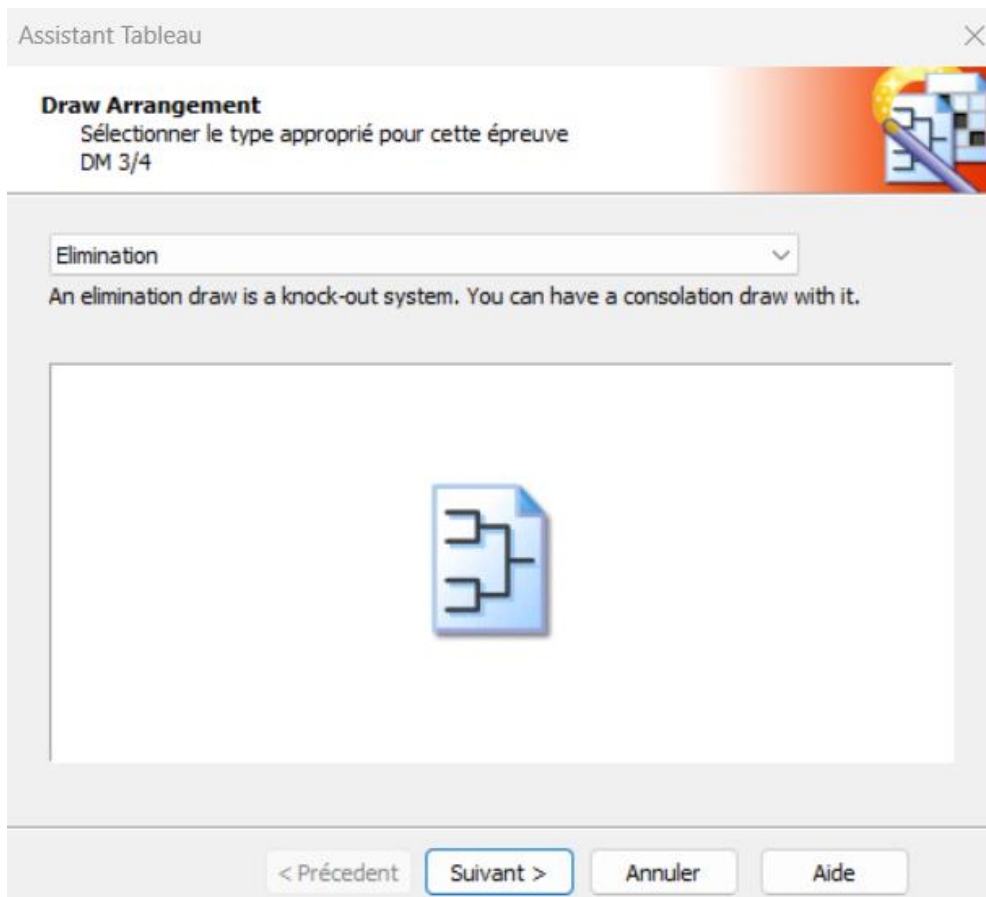 Assistant Tableau
Draw Arrangement
Sélectionner le type approprié pour cette épreuve
DM 3/4
Elimination
An elimination draw is a knock-out system. You can have a consolation draw with it.
< Précedent
Suivant >
Annuler
Aide